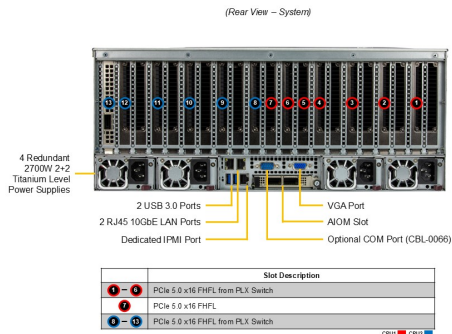 (Rear View – System)
13 12 11 10 9 8 7 6 5 4 3 2 1
4 Redundant
2700W 2+2
Titanium Level
Power Supplies
2 USB 3.0 Ports
2 RJ45 10GbE LAN Ports
Dedicated IPMI Port
VGA Port
AIOM Slot
Optional COM Port (CBL-0066)
Slot Description
1 – 6 PCIe 5.0 x16 FHFL from PLX Switch
7 PCIe 5.0 x16 FHFL
8 – 13 PCIe 5.0 x16 FHFL from PLX Switch
CPU1 CPU2